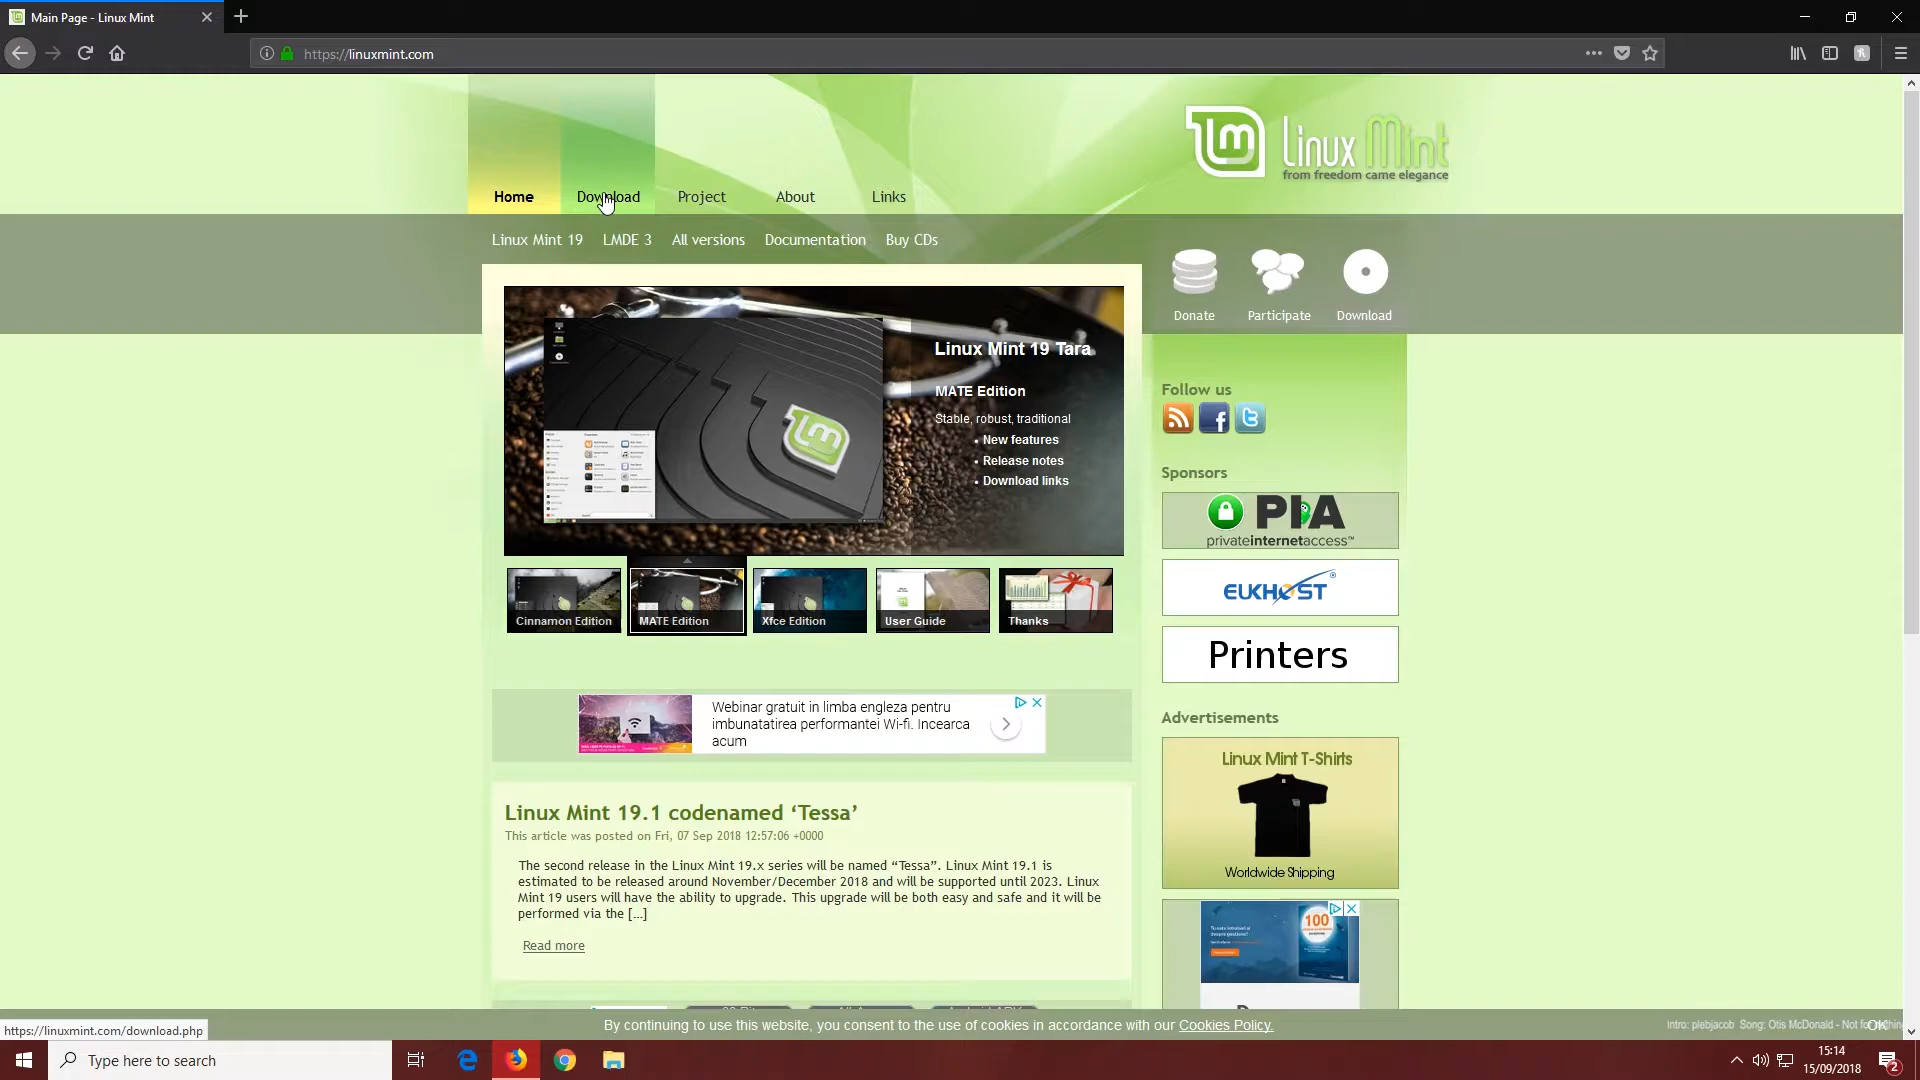 Main Page - Linux Mint
https://linuxmint.com
Linux Mint
from freedom came elegance
Home
Download
Project
About
Links
Linux Mint 19
LMDE 3
All versions
Documentation
Buy CDs
Donate
Participate
Download
Linux Mint 19 Tara
MATE Edition
Stable, robust, traditional
• New features
• Release notes
• Download links
Cinnamon Edition
MATE Edition
Xfce Edition
User Guide
Thanks
Follow us
Sponsors
PIA
privateinternetaccess™
EUKHOST®
Printers
Advertisements
Linux Mint T-Shirts
Worldwide Shipping
100
Webinar gratuit in limba engleza pentru
imbunatatirea performantei Wi-fi. Incearca
acum
Linux Mint 19.1 codenamed ‘Tessa’
This article was posted on Fri, 07 Sep 2018 12:57:06 +0000
The second release in the Linux Mint 19.x series will be named “Tessa”. Linux Mint 19.1 is
estimated to be released around November/December 2018 and will be supported until 2023. Linux
Mint 19 users will have the ability to upgrade. This upgrade will be both easy and safe and it will be
performed via the [...]
Read more
https://linuxmint.com/download.php
By continuing to use this website, you consent to the use of cookies in accordance with our Cookies Policy.
Intro: plebjacob Song: Otis McDonald - Not for
OK
Type here to search
15:14
15/09/2018
2